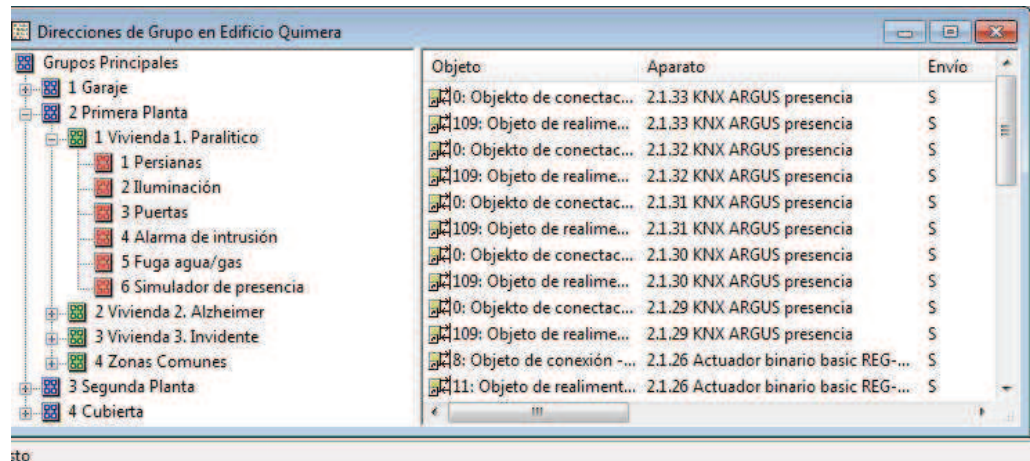 Direcciones de Grupo en Edificio Quimera
Grupos Principales
1 Garaje
2 Primera Planta
1 Vivienda 1. Paralitico
1 Persianas
2 Iluminación
3 Puertas
4 Alarma de intrusión
5 Fuga agua/gas
6 Simulador de presencia
2 Vivienda 2. Alzheimer
3 Vivienda 3. Invidente
4 Zonas Comunes
3 Segunda Planta
4 Cubierta
Objeto Aparato Envío
0: Objekto de conectac... 2.1.33 KNX ARGUS presencia S
109: Objeto de realime... 2.1.33 KNX ARGUS presencia S
0: Objekto de conectac... 2.1.32 KNX ARGUS presencia S
109: Objeto de realime... 2.1.32 KNX ARGUS presencia S
0: Objekto de conectac... 2.1.31 KNX ARGUS presencia S
109: Objeto de realime... 2.1.31 KNX ARGUS presencia S
0: Objekto de conectac... 2.1.30 KNX ARGUS presencia S
109: Objeto de realime... 2.1.30 KNX ARGUS presencia S
0: Objekto de conectac... 2.1.29 KNX ARGUS presencia S
109: Objeto de realime... 2.1.29 KNX ARGUS presencia S
8: Objeto de conexión -... 2.1.26 Actuador binario basic REG-... S
11: Objeto de realiment... 2.1.26 Actuador binario basic REG-... S
sto